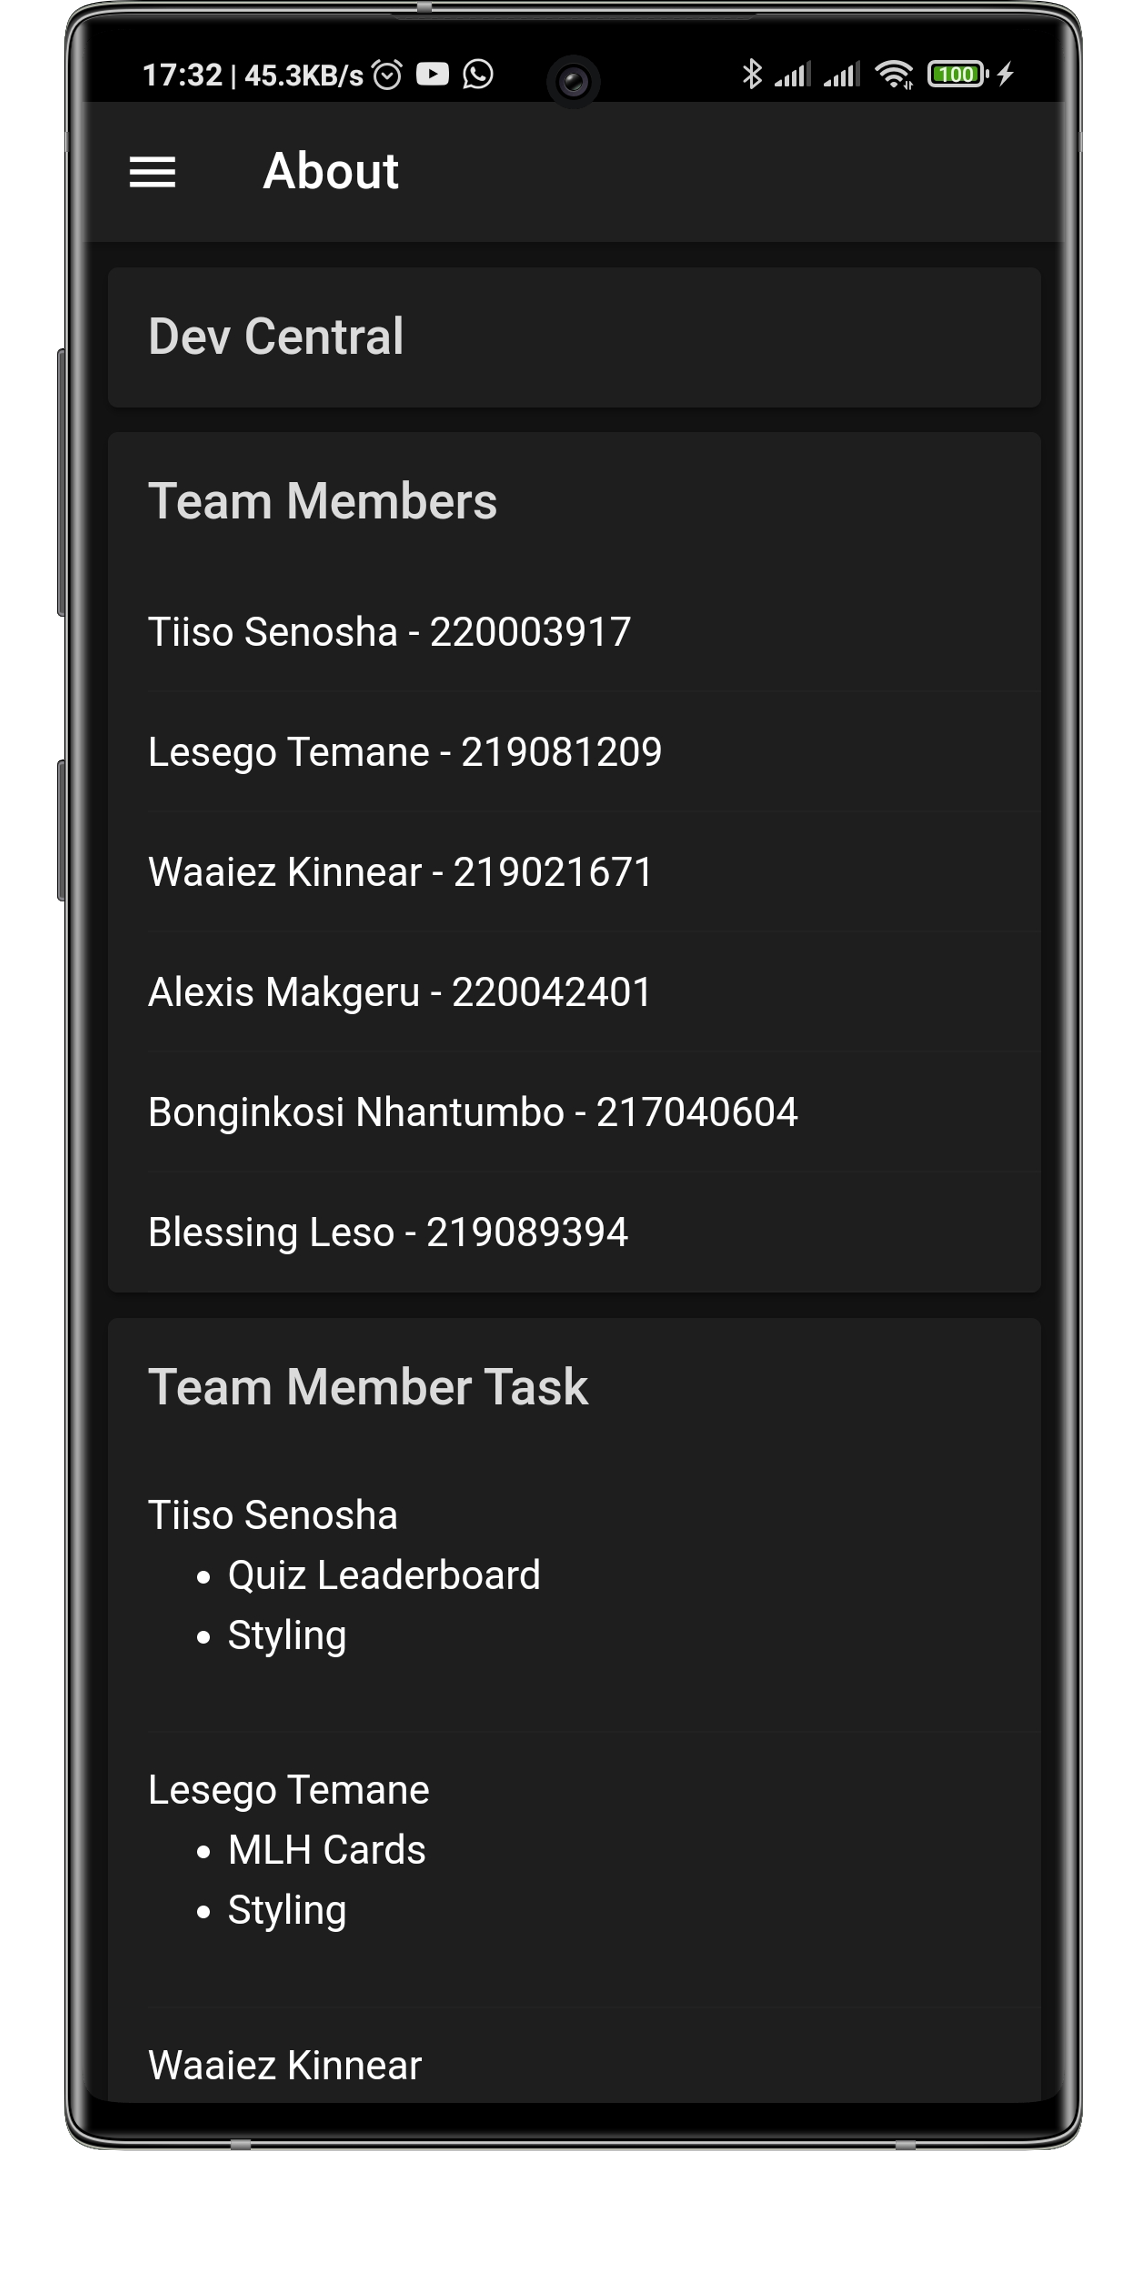 17:32 | 45.3KB/s 100
About
Dev Central
Team Members
Tiiso Senosha - 220003917
Lesego Temane - 219081209
Waaiez Kinnear - 219021671
Alexis Makgeru - 220042401
Bonginkosi Nhantumbo - 217040604
Blessing Leso - 219089394
Team Member Task
Tiiso Senosha
• Quiz Leaderboard
• Styling
Lesego Temane
• MLH Cards
• Styling
Waaiez Kinnear